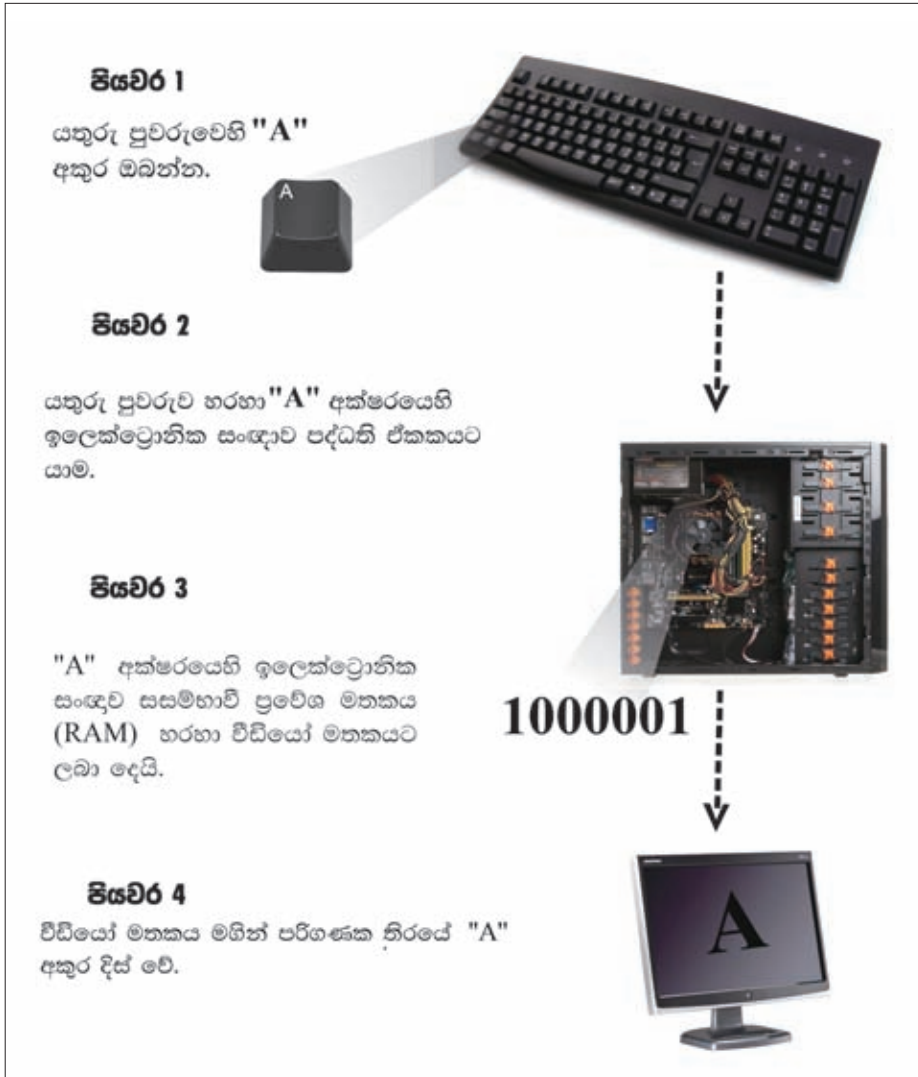 පියවර 1
යතුරු පුවරුවෙහි "A"
අකුර ඔබන්න.
A
පියවර 2
යතුරු පුවරුව හරහා "A" අක්ෂරයෙහි
ඉලෙක්ට්‍රොනික සංඥාව පද්ධති ඒකකයට
යාම.
පියවර 3
"A" අක්ෂරයෙහි ඉලෙක්ට්‍රොනික
සංඥාව සසම්භාවී ප්‍රවේශ මතකය
(RAM) හරහා වීඩියෝ මතකයට
ලබා දෙයි.
1000001
පියවර 4
වීඩියෝ මතකය මගින් පරිගණක තිරයේ "A"
අකුර දිස් වේ.
A